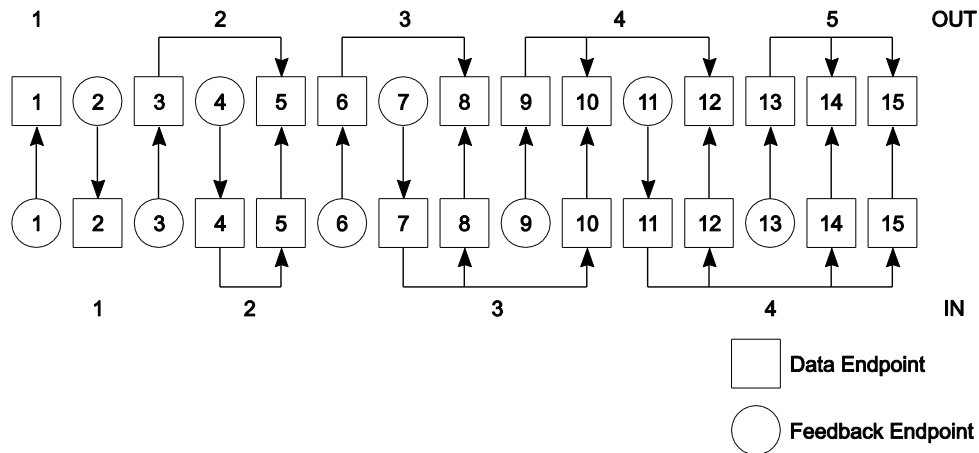 1 2 3 4 5 OUT
1 2 3 4 5 6 7 8 9 10 11 12 13 14 15
1 2 3 4 5 6 7 8 9 10 11 12 13 14 15
1 2 3 4 IN
Data Endpoint
Feedback Endpoint